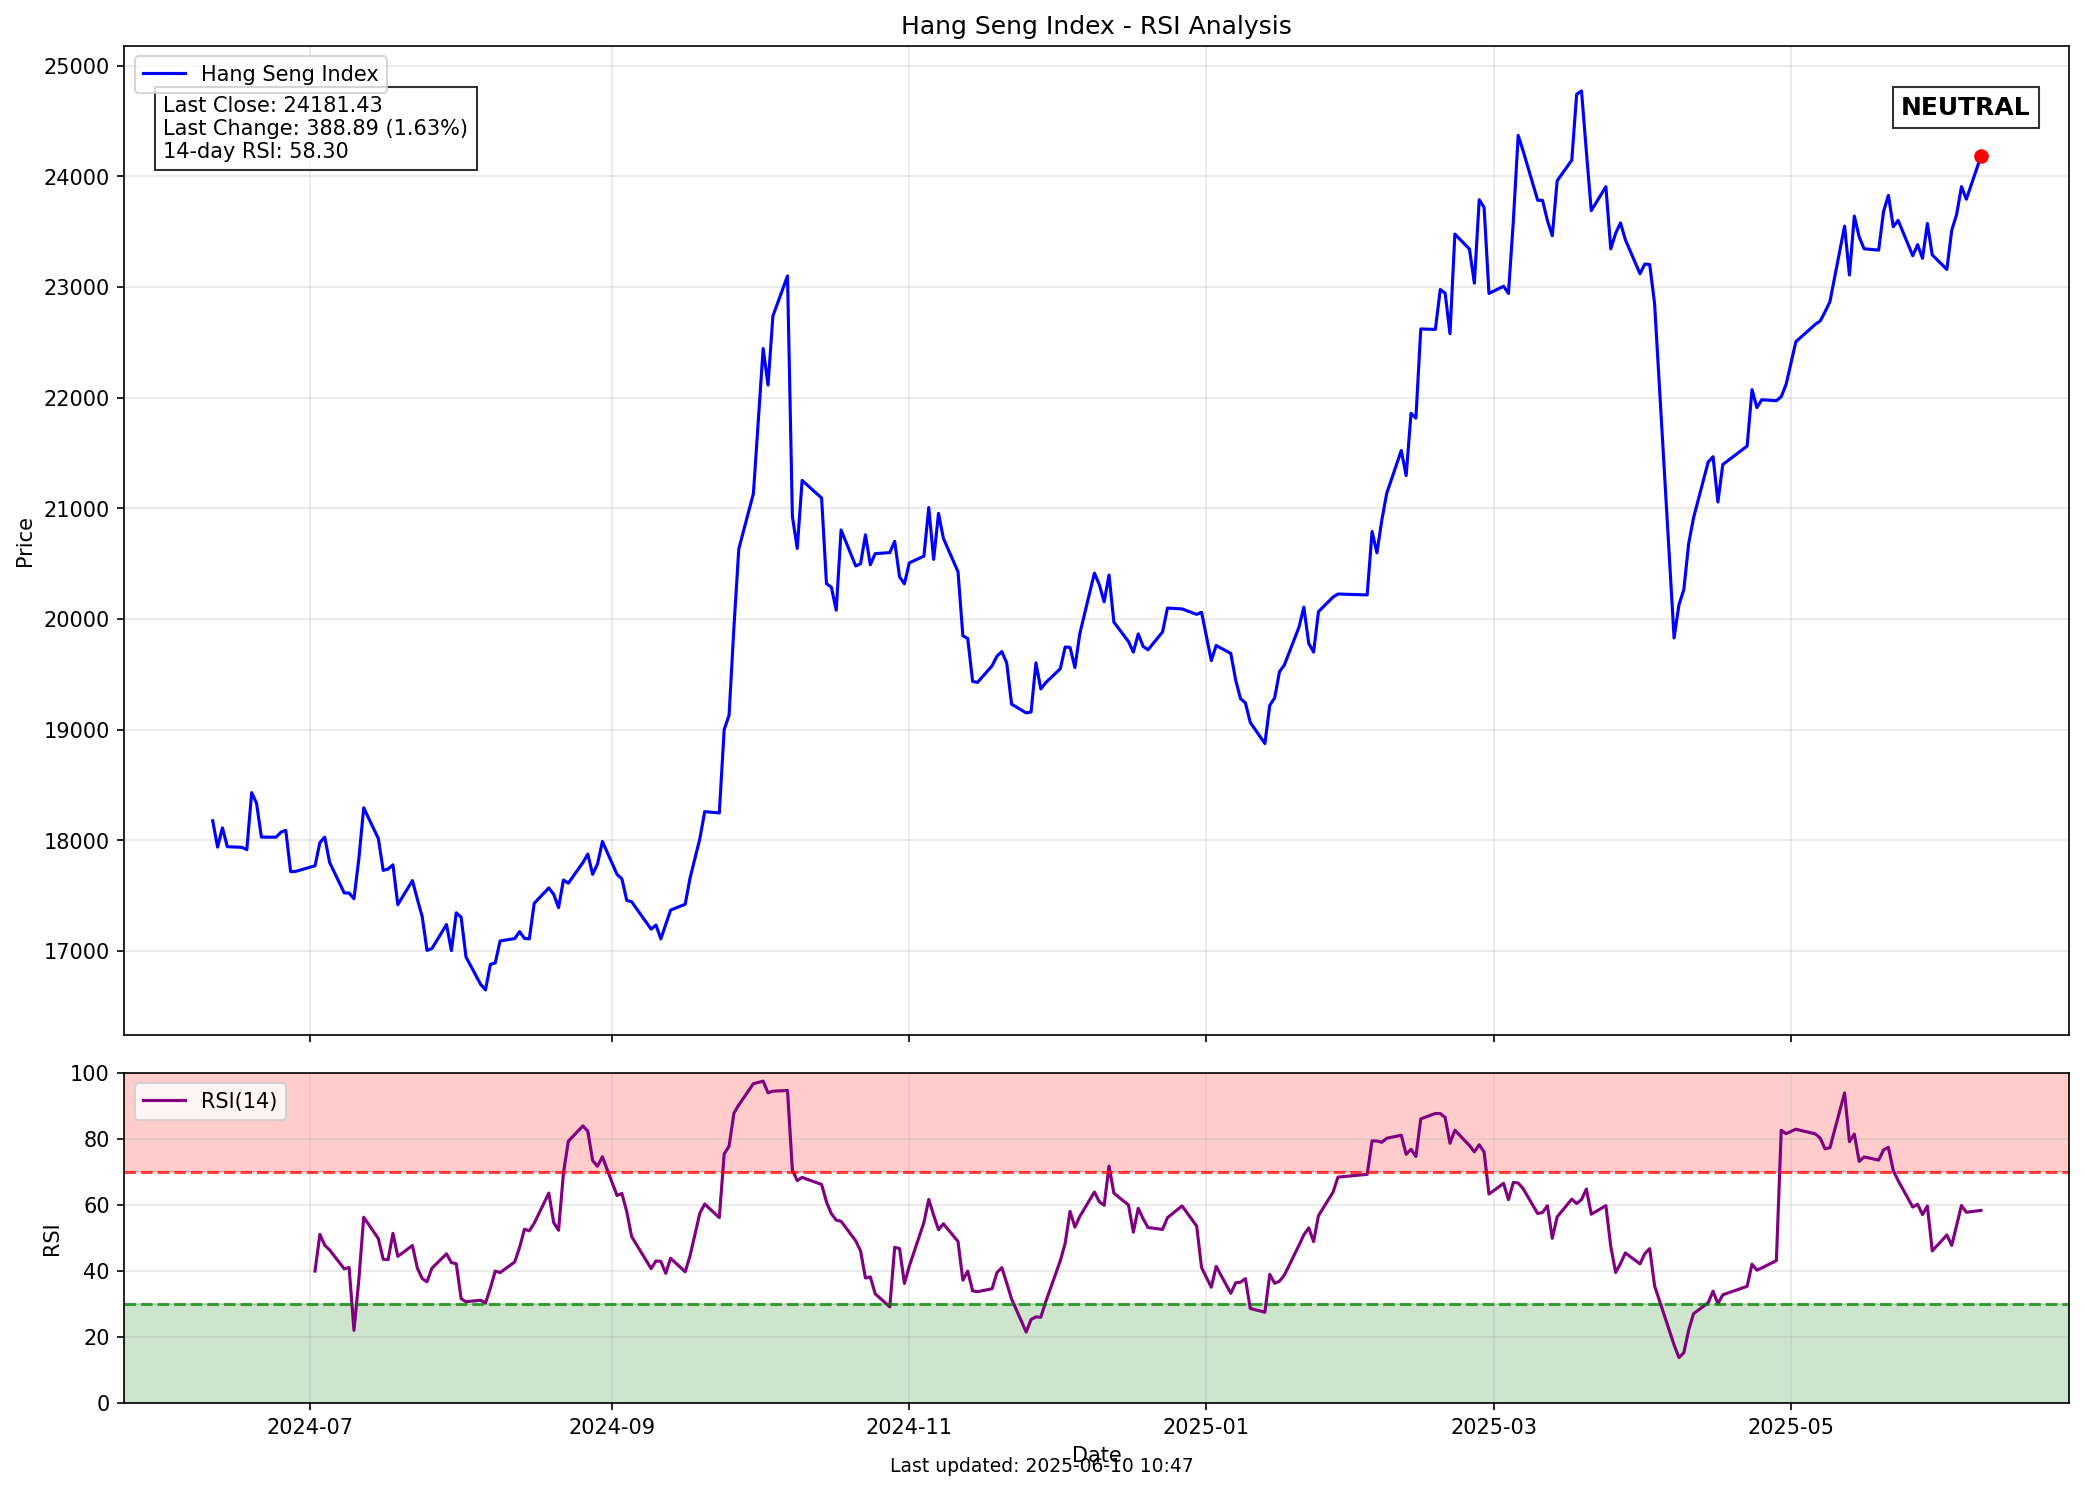 Hang Seng Index - RSI Analysis
Hang Seng Index
Last Close: 24181.43
Last Change: 388.89 (1.63%)
14-day RSI: 58.30
NEUTRAL
25000
24000
23000
22000
21000
20000
19000
18000
17000
Price
RSI(14)
100
80
60
40
20
0
RSI
2024-07
2024-09
2024-11
2025-01
2025-03
2025-05
Date
Last updated: 2025-06-10 10:47